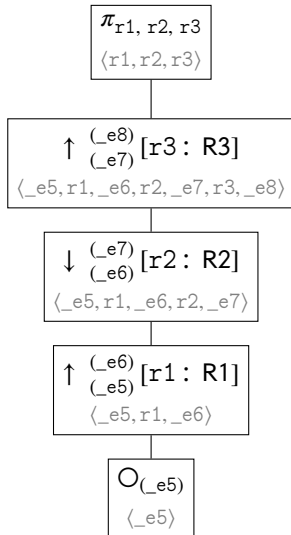 π r1, r2, r3
⟨r1, r2, r3⟩
↑ (_e8) (_e7) [r3: R3]
⟨_e5, r1, _e6, r2, _e7, r3, _e8⟩
↓ (_e7) (_e6) [r2: R2]
⟨_e5, r1, _e6, r2, _e7⟩
↑ (_e6) (_e5) [r1: R1]
⟨_e5, r1, _e6⟩
○(_e5)
⟨_e5⟩